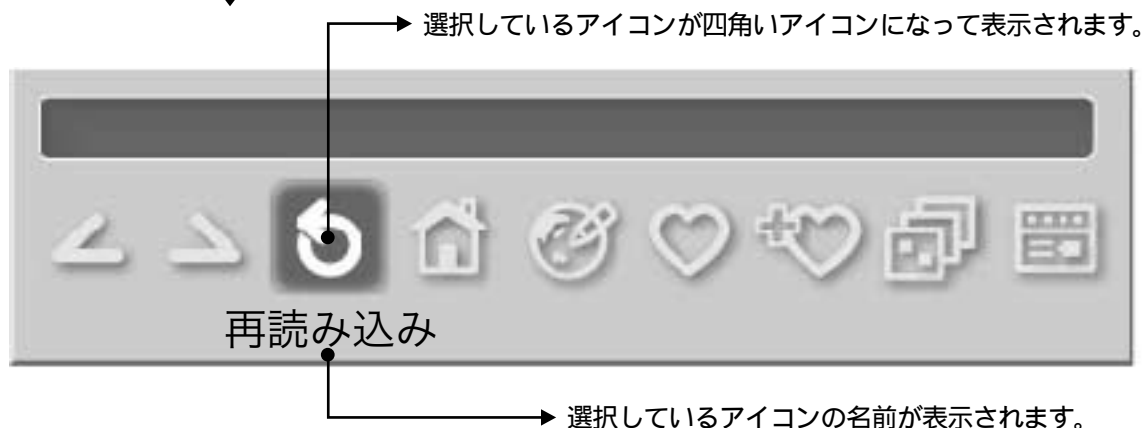 選択しているアイコンが四角いアイコンになって表示されます。
再読み込み
選択しているアイコンの名前が表示されます。